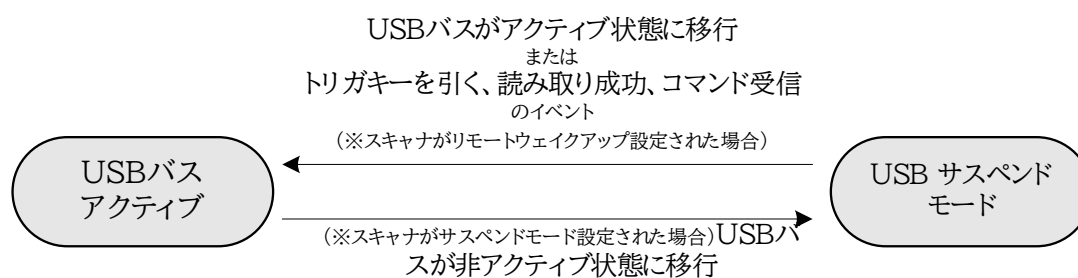 USBバスがアクティブ状態に移行
または
トリガキーを引く、読み取り成功、コマンド受信
のイベント
(※スキャナがリモートウェイクアップ設定された場合)
USBバス
アクティブ
USB サスペンド
モード
(※スキャナがサスペンドモード設定された場合)USBバ
スが非アクティブ状態に移行